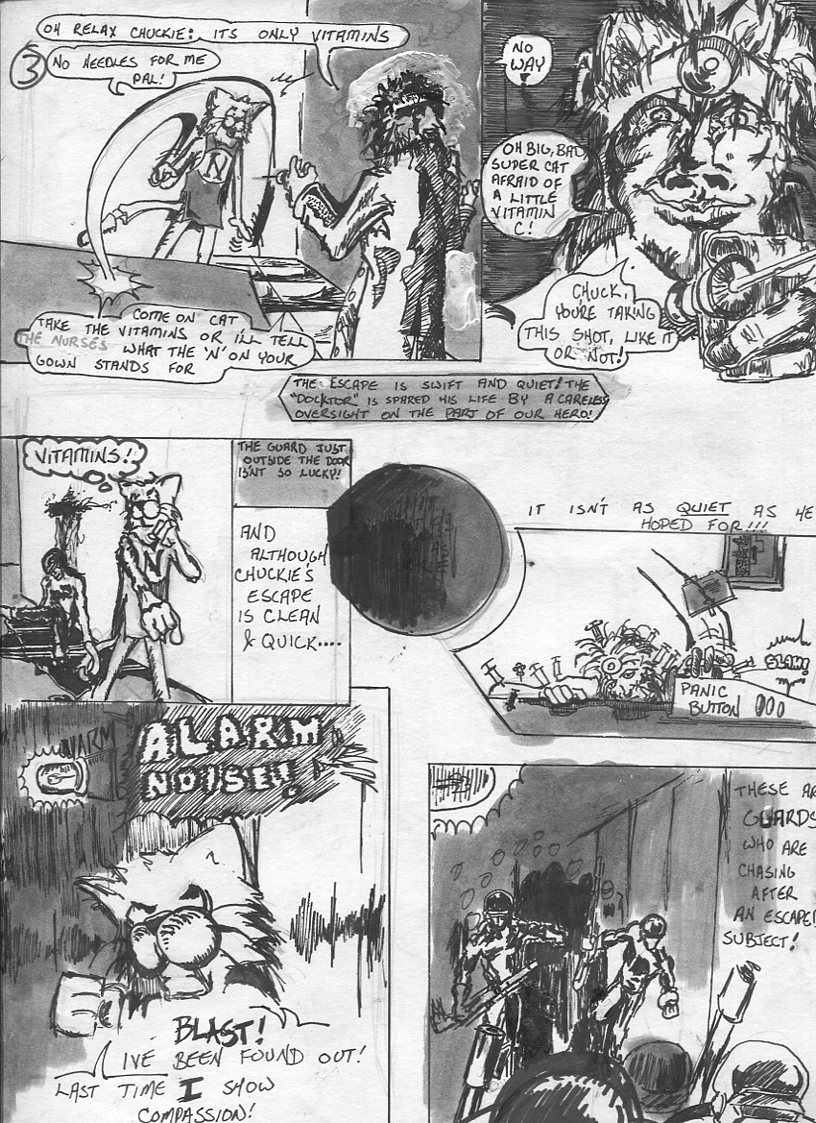 OH RELAX CHUCKIE: ITS ONLY VITAMINS
3
NO NEEDLES FOR ME
PAL!
N
COME ON CAT
TAKE THE VITAMINS OR I'LL TELL
THE NURSES WHAT THE 'N' ON YOUR
GOWN STANDS FOR
NO
WAY
OH BIG, BAD,
SUPER CAT
AFRAID OF
A LITTLE
VITAMIN
C!
CHUCK,
YOU'RE TAKING
THIS SHOT, LIKE IT
OR NOT!
THE ESCAPE IS SWIFT AND QUIET! THE
"DOCKTOR" IS SPARED HIS LIFE BY A CARELESS
OVERSIGHT ON THE PART OF OUR HERO!
VITAMINS!
N
THE GUARD JUST
OUTSIDE THE DOOR
IS'NT SO LUCKY!
AND
ALTHOUGH
CHUCKIE'S
ESCAPE
IS CLEAN
& QUICK....
IT ISN'T AS QUIET AS HE
HOPED FOR!!!
SLAM!
PANIC
BUTTON
ALARM
ALARM
NOISE!!
BLAST!
IVE BEEN FOUND OUT!
LAST TIME I SHOW
COMPASSION!
THESE AR
GUARDS
WHO ARE
CHASING
AFTER
AN ESCAPE
SUBJECT!